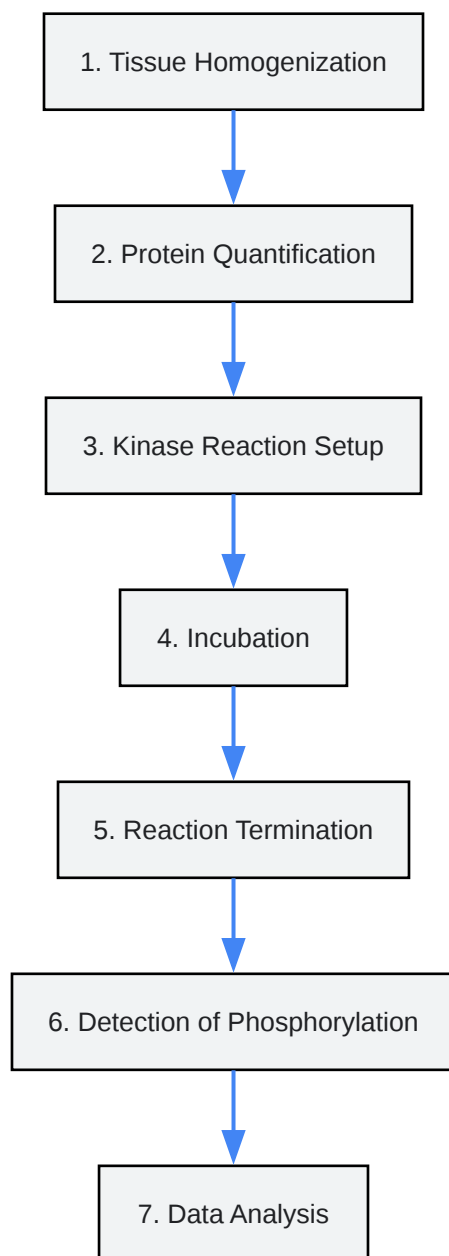 1. Tissue Homogenization
2. Protein Quantification
3. Kinase Reaction Setup
4. Incubation
5. Reaction Termination
6. Detection of Phosphorylation
7. Data Analysis